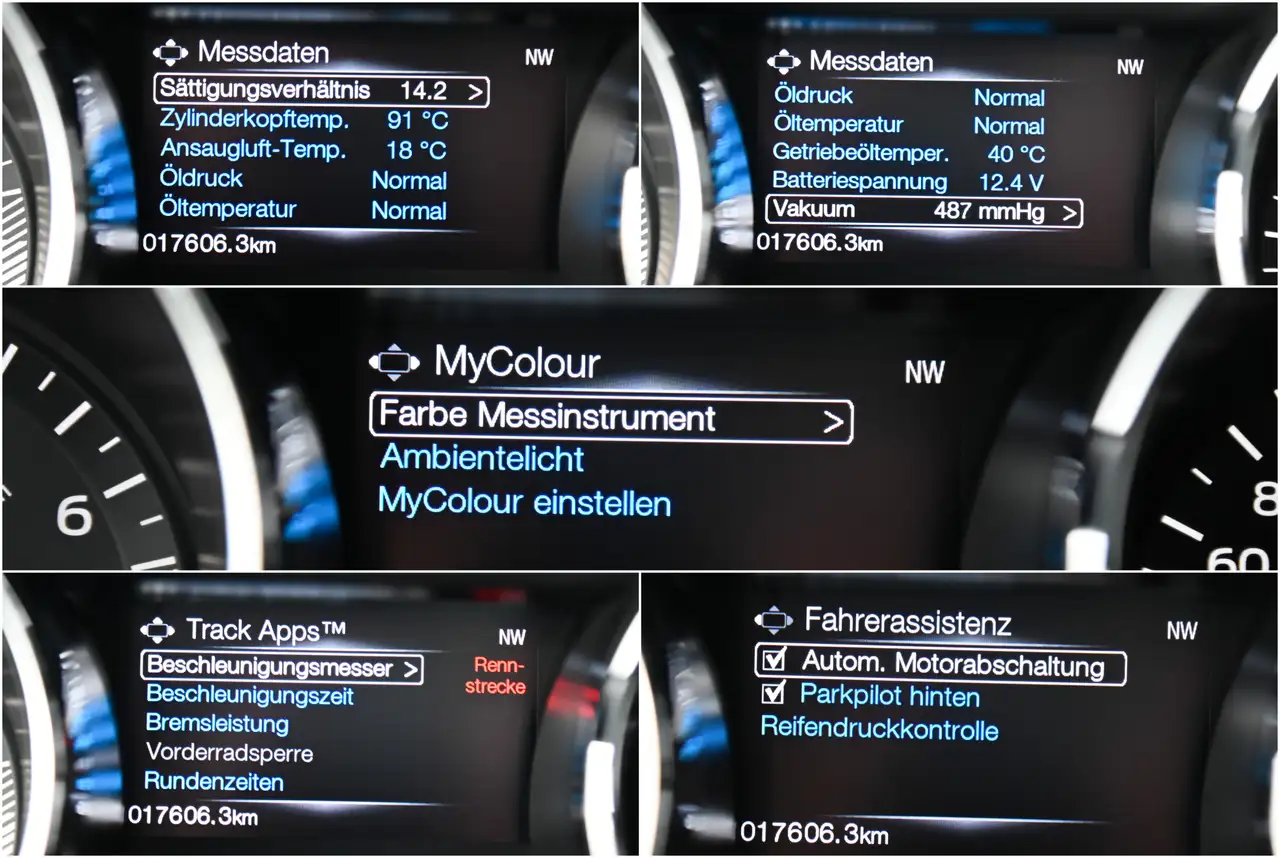 Messdaten NW
Sättigungsverhältnis 14.2 >
Zylinderkopftemp. 91 °C
Ansaugluft-Temp. 18 °C
Öldruck Normal
Öltemperatur Normal
017606.3km
Messdaten NW
Öldruck Normal
Öltemperatur Normal
Getriebeöltemper. 40 °C
Batteriespannung 12.4 V
Vakuum 487 mmHg >
017606.3km
MyColour NW
Farbe Messinstrument >
Ambientelicht
MyColour einstellen
6
8
60
Track Apps™ NW
Beschleunigungsmesser > Renn-
Beschleunigungszeit strecke
Bremsleistung
Vorderradsperre
Rundenzeiten
017606.3km
Fahrerassistenz NW
Autom. Motorabschaltung
Parkpilot hinten
Reifendruckkontrolle
017606.3km